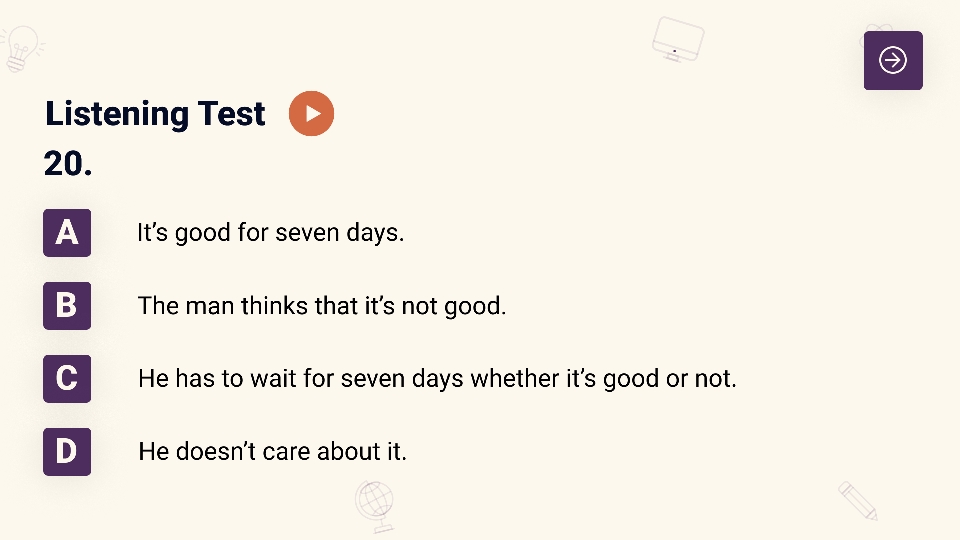 Listening Test
20.
A It’s good for seven days.
B The man thinks that it’s not good.
C He has to wait for seven days whether it’s good or not.
D He doesn’t care about it.